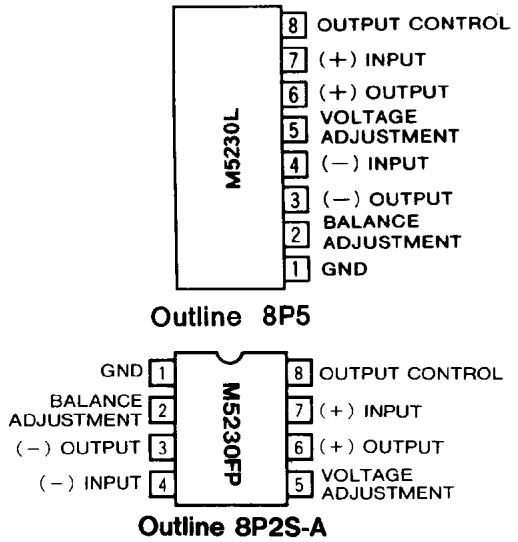 8 OUTPUT CONTROL
7 (+) INPUT
6 (+) OUTPUT
5 VOLTAGE
ADJUSTMENT
4 (−) INPUT
3 (−) OUTPUT
2 BALANCE
ADJUSTMENT
1 GND
M5230L
Outline 8P5
GND 1
BALANCE
ADJUSTMENT 2
(−) OUTPUT 3
(−) INPUT 4
M5230FP
8 OUTPUT CONTROL
7 (+) INPUT
6 (+) OUTPUT
5 VOLTAGE
ADJUSTMENT
Outline 8P2S-A